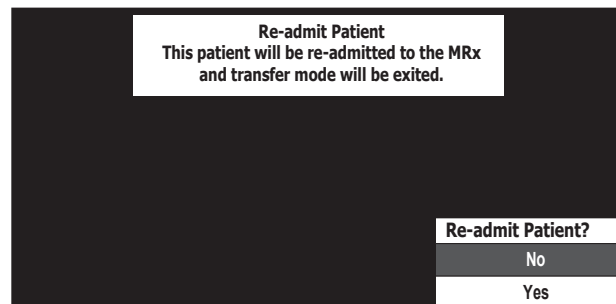 Re-admit Patient
This patient will be re-admitted to the MRx
and transfer mode will be exited.
Re-admit Patient?
No
Yes